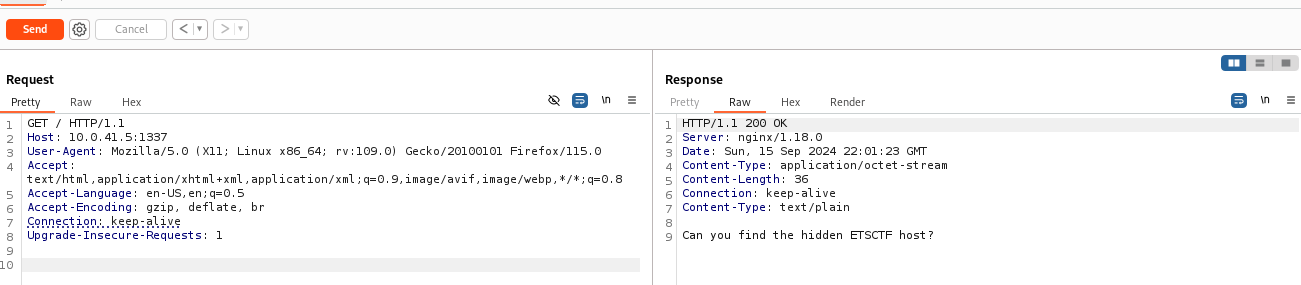 Send Cancel < >
Request
Pretty Raw Hex \n
1 GET / HTTP/1.1
2 Host: 10.0.41.5:1337
3 User-Agent: Mozilla/5.0 (X11; Linux x86_64; rv:109.0) Gecko/20100101 Firefox/115.0
4 Accept:
text/html,application/xhtml+xml,application/xml;q=0.9,image/avif,image/webp,*/*;q=0.8
5 Accept-Language: en-US,en;q=0.5
6 Accept-Encoding: gzip, deflate, br
7 Connection: keep-alive
8 Upgrade-Insecure-Requests: 1
9
10
Response
Pretty Raw Hex Render \n
1 HTTP/1.1 200 OK
2 Server: nginx/1.18.0
3 Date: Sun, 15 Sep 2024 22:01:23 GMT
4 Content-Type: application/octet-stream
5 Content-Length: 36
6 Connection: keep-alive
7 Content-Type: text/plain
8
9 Can you find the hidden ETSCTF host?